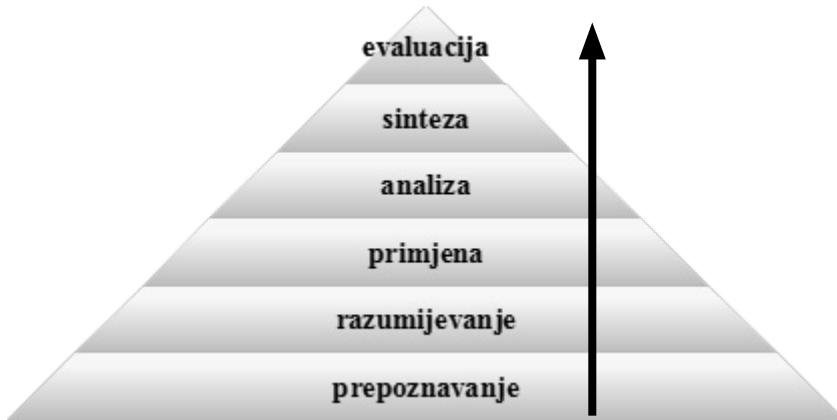 evaluacija
sinteza
analiza
primjena
razumijevanje
prepoznavanje